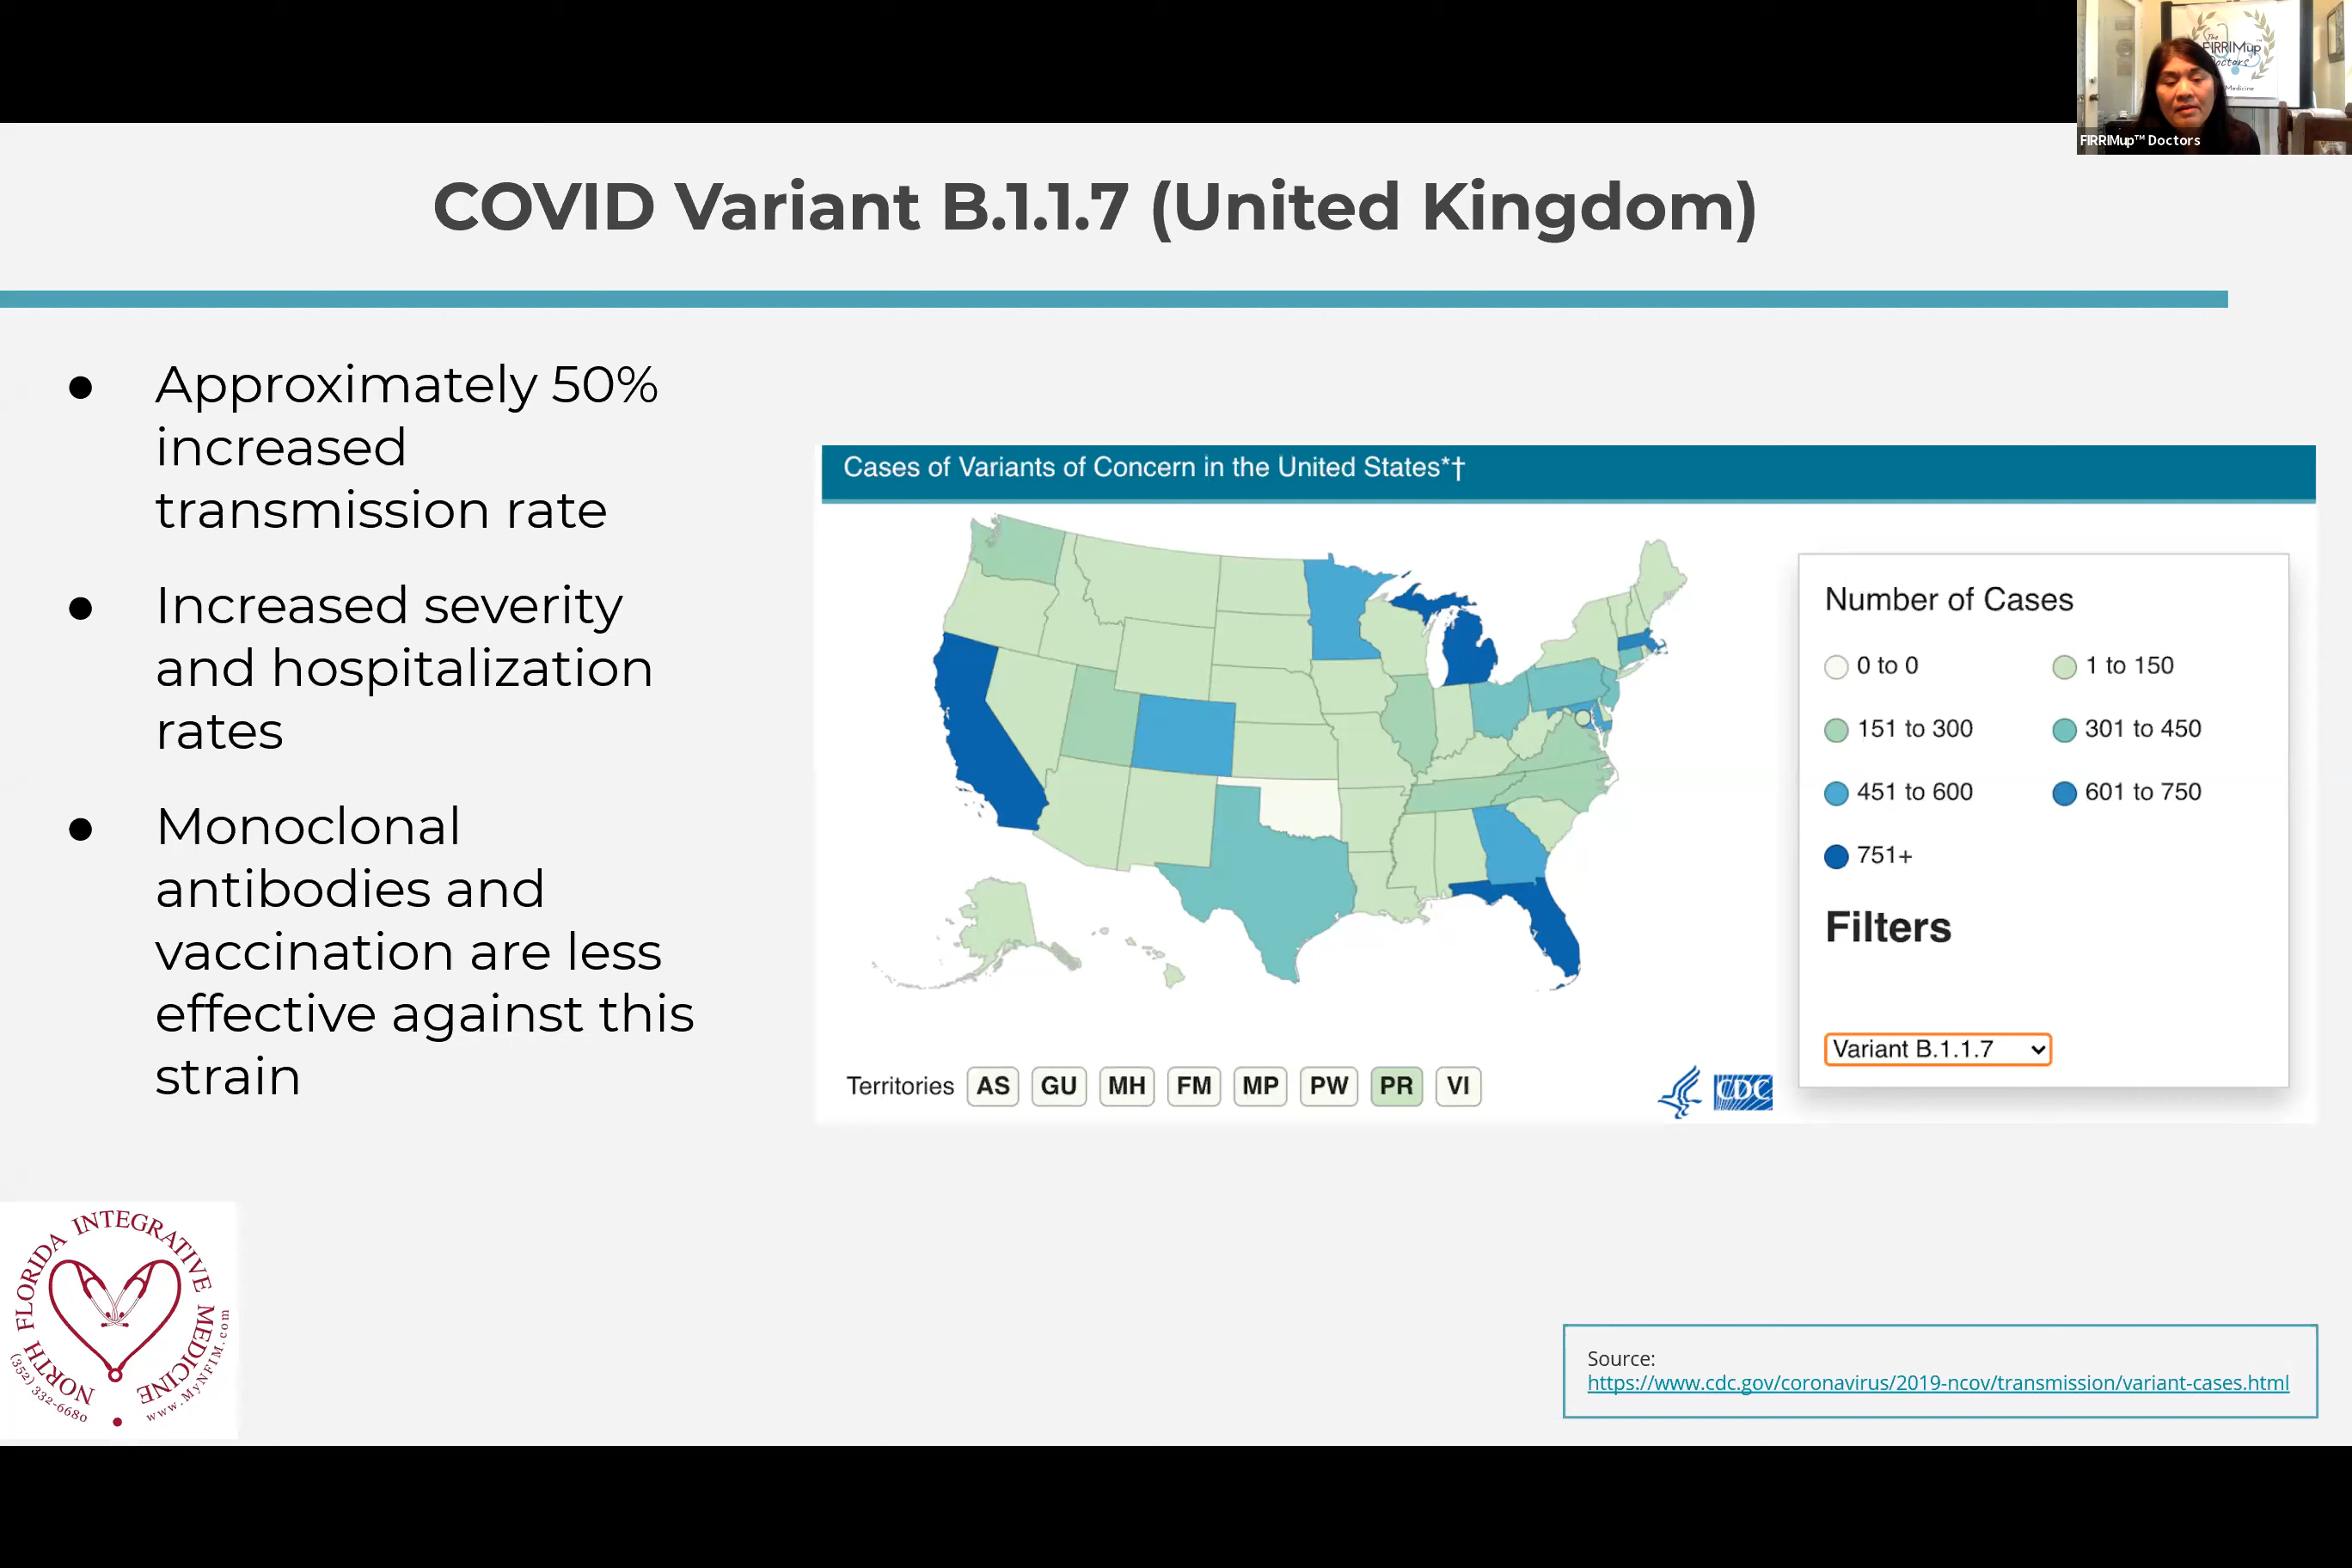 The
FIRRIMup™
Doctors
Medicine
FIRRIMup™ Doctors
COVID Variant B.1.1.7 (United Kingdom)
● Approximately 50%
increased
transmission rate
● Increased severity
and hospitalization
rates
● Monoclonal
antibodies and
vaccination are less
effective against this
strain
Cases of Variants of Concern in the United States*†
Number of Cases
0 to 0
1 to 150
151 to 300
301 to 450
451 to 600
601 to 750
751+
Filters
Variant B.1.1.7
Territories AS GU MH FM MP PW PR VI
CDC
NORTH FLORIDA INTEGRATIVE MEDICINE
(352) 332-6680 • www.MyNFIM.com
Source:
https://www.cdc.gov/coronavirus/2019-ncov/transmission/variant-cases.html